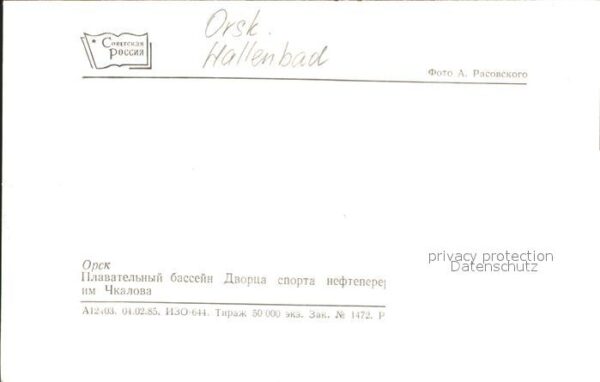 Orsk.
Hallenbad
Советская
Россия
Фото А. Расовского
privacy protection
Datenschutz
Орск
Плавательный бассейн Дворца спорта нефтепере
им Чкалова
04.02.85. ИЗО-644. Тираж 50 000 экз. Зак. № 1472. Р